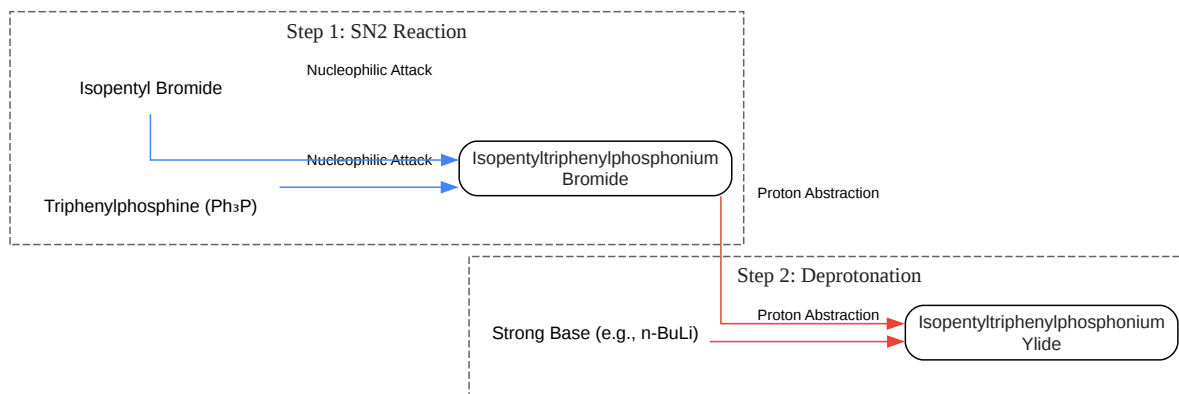 Step 1: SN2 Reaction
Nucleophilic Attack
Isopentyl Bromide
Nucleophilic Attack
Isopentyltriphenylphosphonium
Bromide
Triphenylphosphine (Ph₃P)
Proton Abstraction
Step 2: Deprotonation
Proton Abstraction
Strong Base (e.g., n-BuLi)
Isopentyltriphenylphosphonium
Ylide